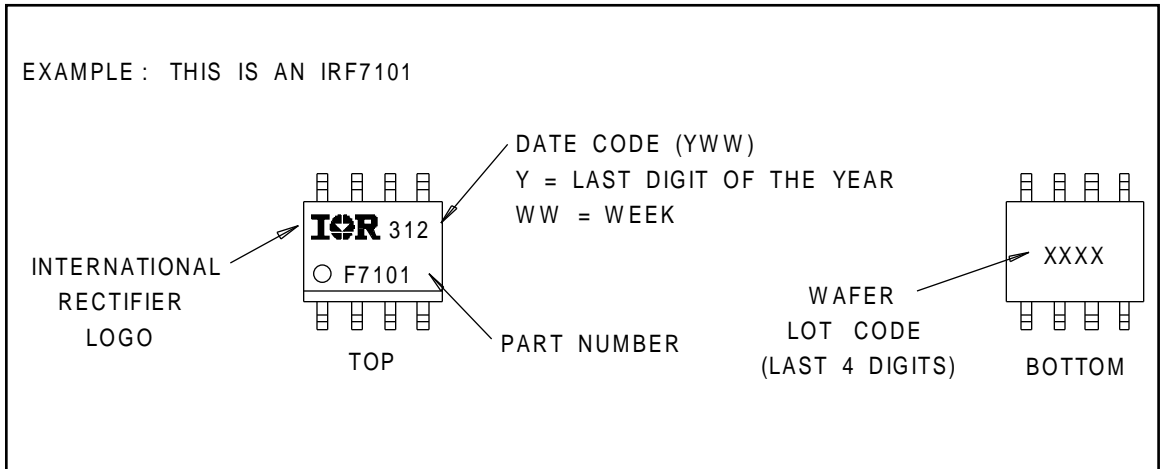 EXAMPLE : THIS IS AN IRF7101
DATE CODE (YWW)
Y = LAST DIGIT OF THE YEAR
WW = WEEK
IOR 312
F7101
INTERNATIONAL
RECTIFIER
LOGO
TOP
PART NUMBER
XXXX
WAFER
LOT CODE
(LAST 4 DIGITS)
BOTTOM